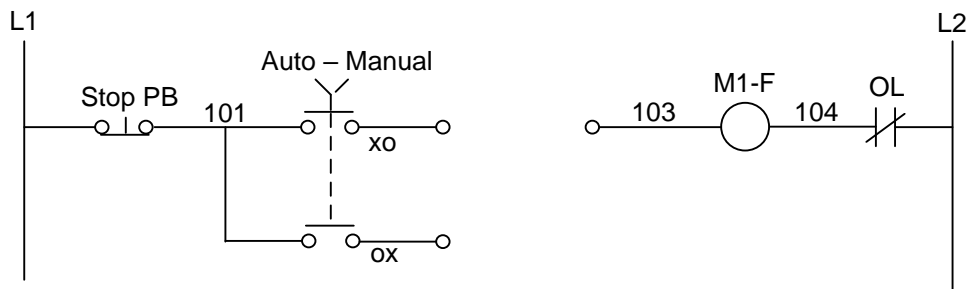 L1
L2
Auto – Manual
Stop PB
M1-F
OL
101
103
104
xo
ox